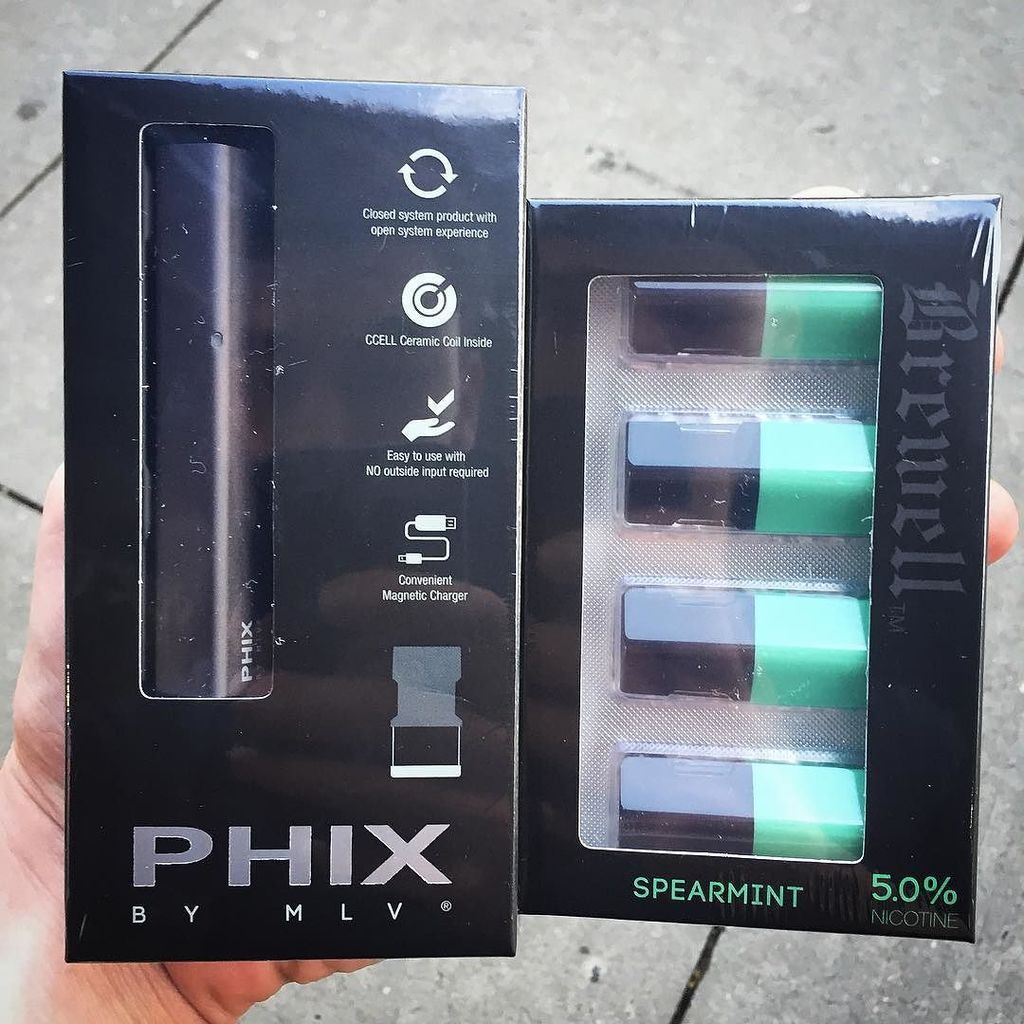 Closed system product with
open system experience
CCELL Ceramic Coil Inside
Easy to use with
NO outside input required
Convenient
Magnetic Charger
PHIX
PHIX
BY MLV®
Brewell™
SPEARMINT
5.0%
NICOTINE